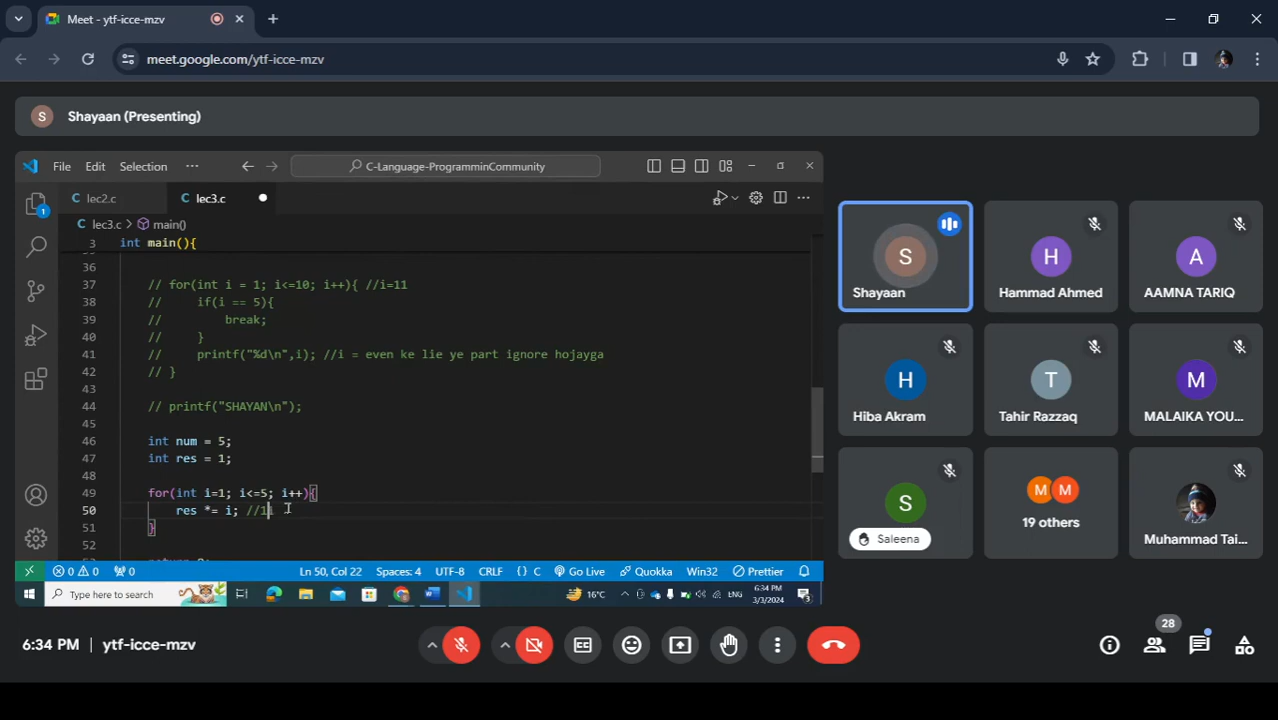 Meet - ytf-icce-mzv
meet.google.com/ytf-icce-mzv
S Shayaan (Presenting)
File Edit Selection ... C-Language-ProgramminCommunity
C lec2.c C lec3.c
C lec3.c > main()
3 int main(){
36
37 // for(int i = 1; i<=10; i++){ //i=11
38 // if(i == 5){
39 // break;
40 // }
41 // printf("%d\n",i); //i = even ke lie ye part ignore hojayga
42 // }
43
44 // printf("SHAYAN\n");
45
46 int num = 5;
47 int res = 1;
48
49 for(int i=1; i<=5; i++){
50 res *= i; //11
51 }
52
1
0 0 0 Ln 50, Col 22 Spaces: 4 UTF-8 CRLF {} C Go Live Quokka Win32 Prettier
Type here to search 16°C ENG 6:34 PM 3/3/2024 3
S Shayaan
H Hammad Ahmed
A AAMNA TARIQ
H Hiba Akram
T Tahir Razzaq
M MALAIKA YOU...
S Saleena
M M 19 others
Muhammad Tai...
6:34 PM ytf-icce-mzv
28